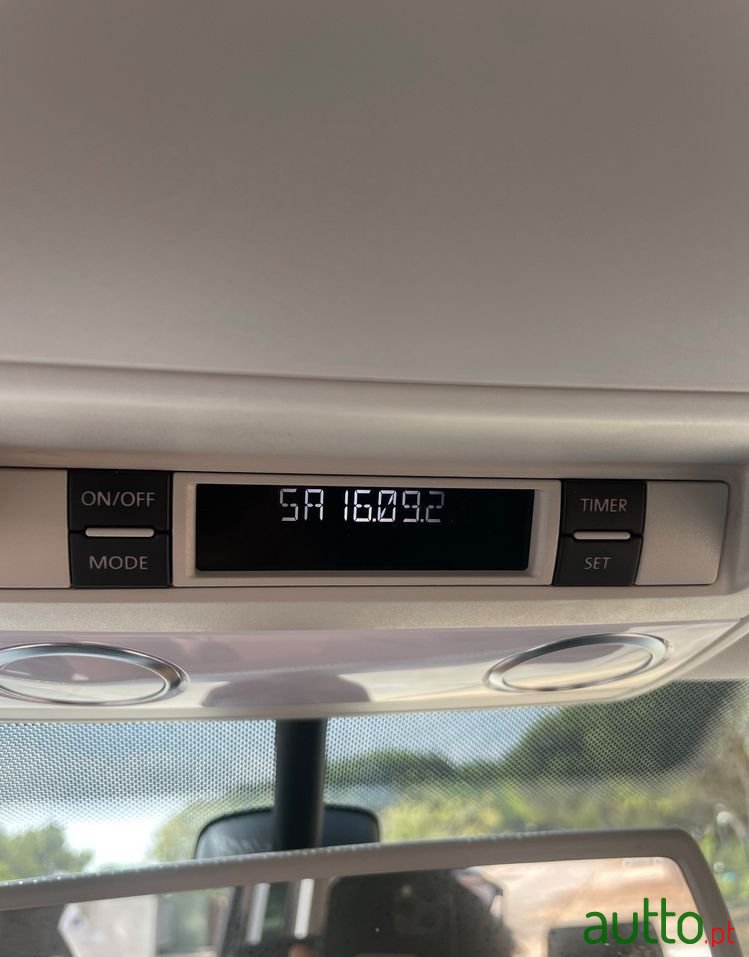 ON/OFF
MODE
SA 16.09.2
TIMER
SET
autto.pt